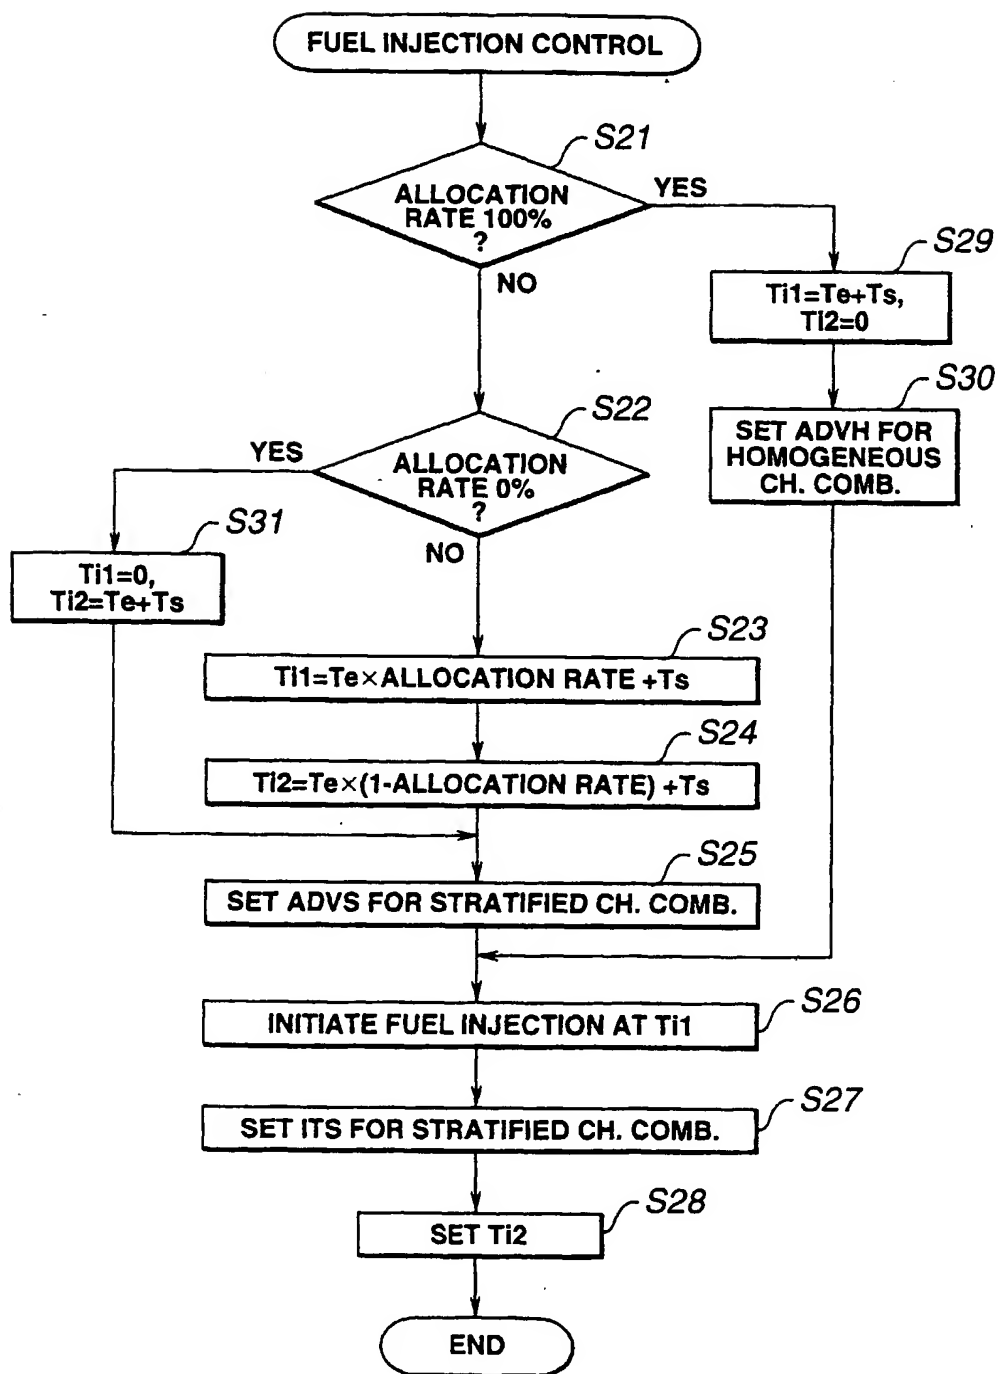 FUEL INJECTION CONTROL
S21
ALLOCATION
RATE 100%
?
YES
NO
S29
Ti1=Te+Ts,
Ti2=0
S30
SET ADVH FOR
HOMOGENEOUS
CH. COMB.
S22
ALLOCATION
RATE 0%
?
YES
NO
S31
Ti1=0,
Ti2=Te+Ts
S23
Ti1=Te×ALLOCATION RATE +Ts
S24
Ti2=Te×(1-ALLOCATION RATE) +Ts
S25
SET ADVS FOR STRATIFIED CH. COMB.
S26
INITIATE FUEL INJECTION AT Ti1
S27
SET ITS FOR STRATIFIED CH. COMB.
S28
SET Ti2
END